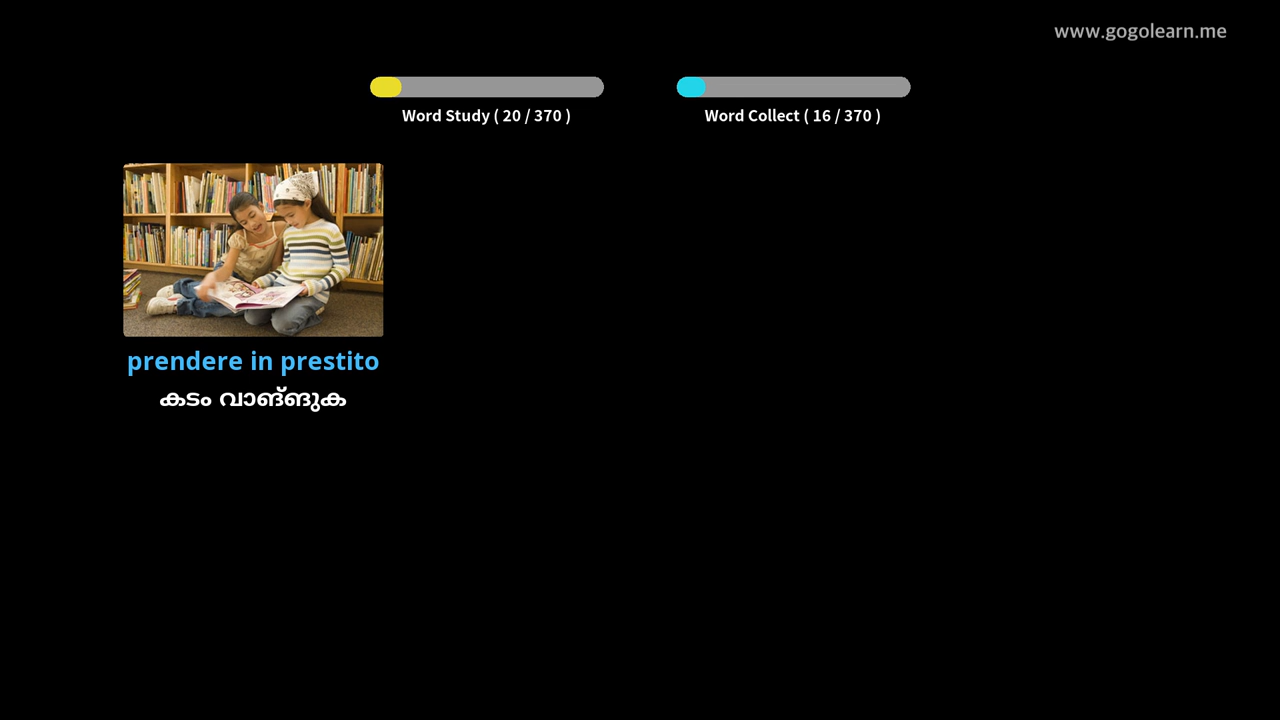 www.gogolearn.me
Word Study ( 20 / 370 )
Word Collect ( 16 / 370 )
prendere in prestito
കടം വാങ്ങുക